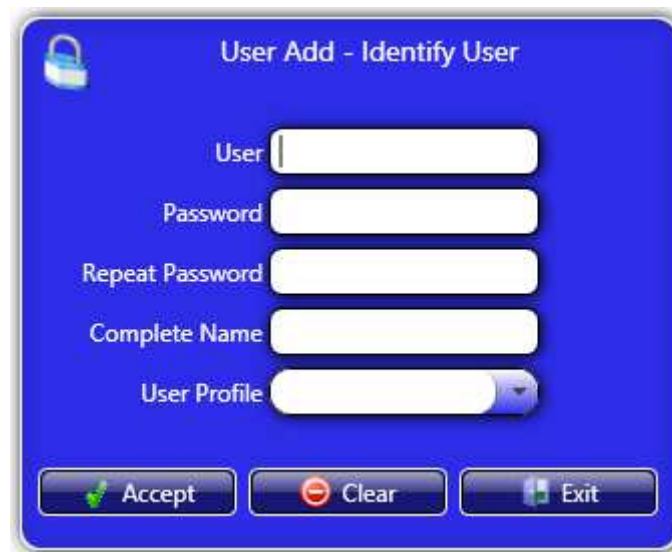 User Add - Identify User
User
Password
Repeat Password
Complete Name
User Profile
Accept Clear Exit